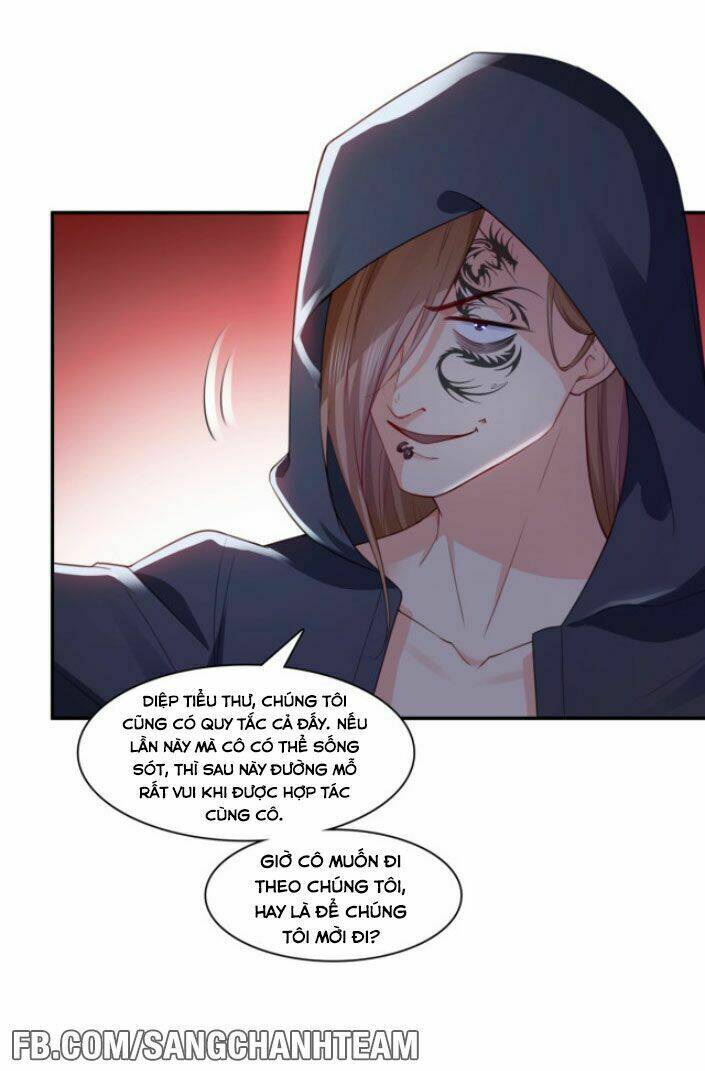 DIỆP TIỂU THƯ, CHÚNG TÔI
CŨNG CÓ QUY TẮC CẢ ĐẤY. NẾU
LẦN NÀY MÀ CÔ CÓ THỂ SỐNG
SÓT, THÌ SAU NÀY ĐƯỜNG MỖ
RẤT VUI KHI ĐƯỢC HỢP TÁC
CÙNG CÔ.
GIỜ CÔ MUỐN ĐI
THEO CHÚNG TÔI,
HAY LÀ ĐỂ CHÚNG
TÔI MỜI ĐI?
FB.COM/SANGCHANHTEAM